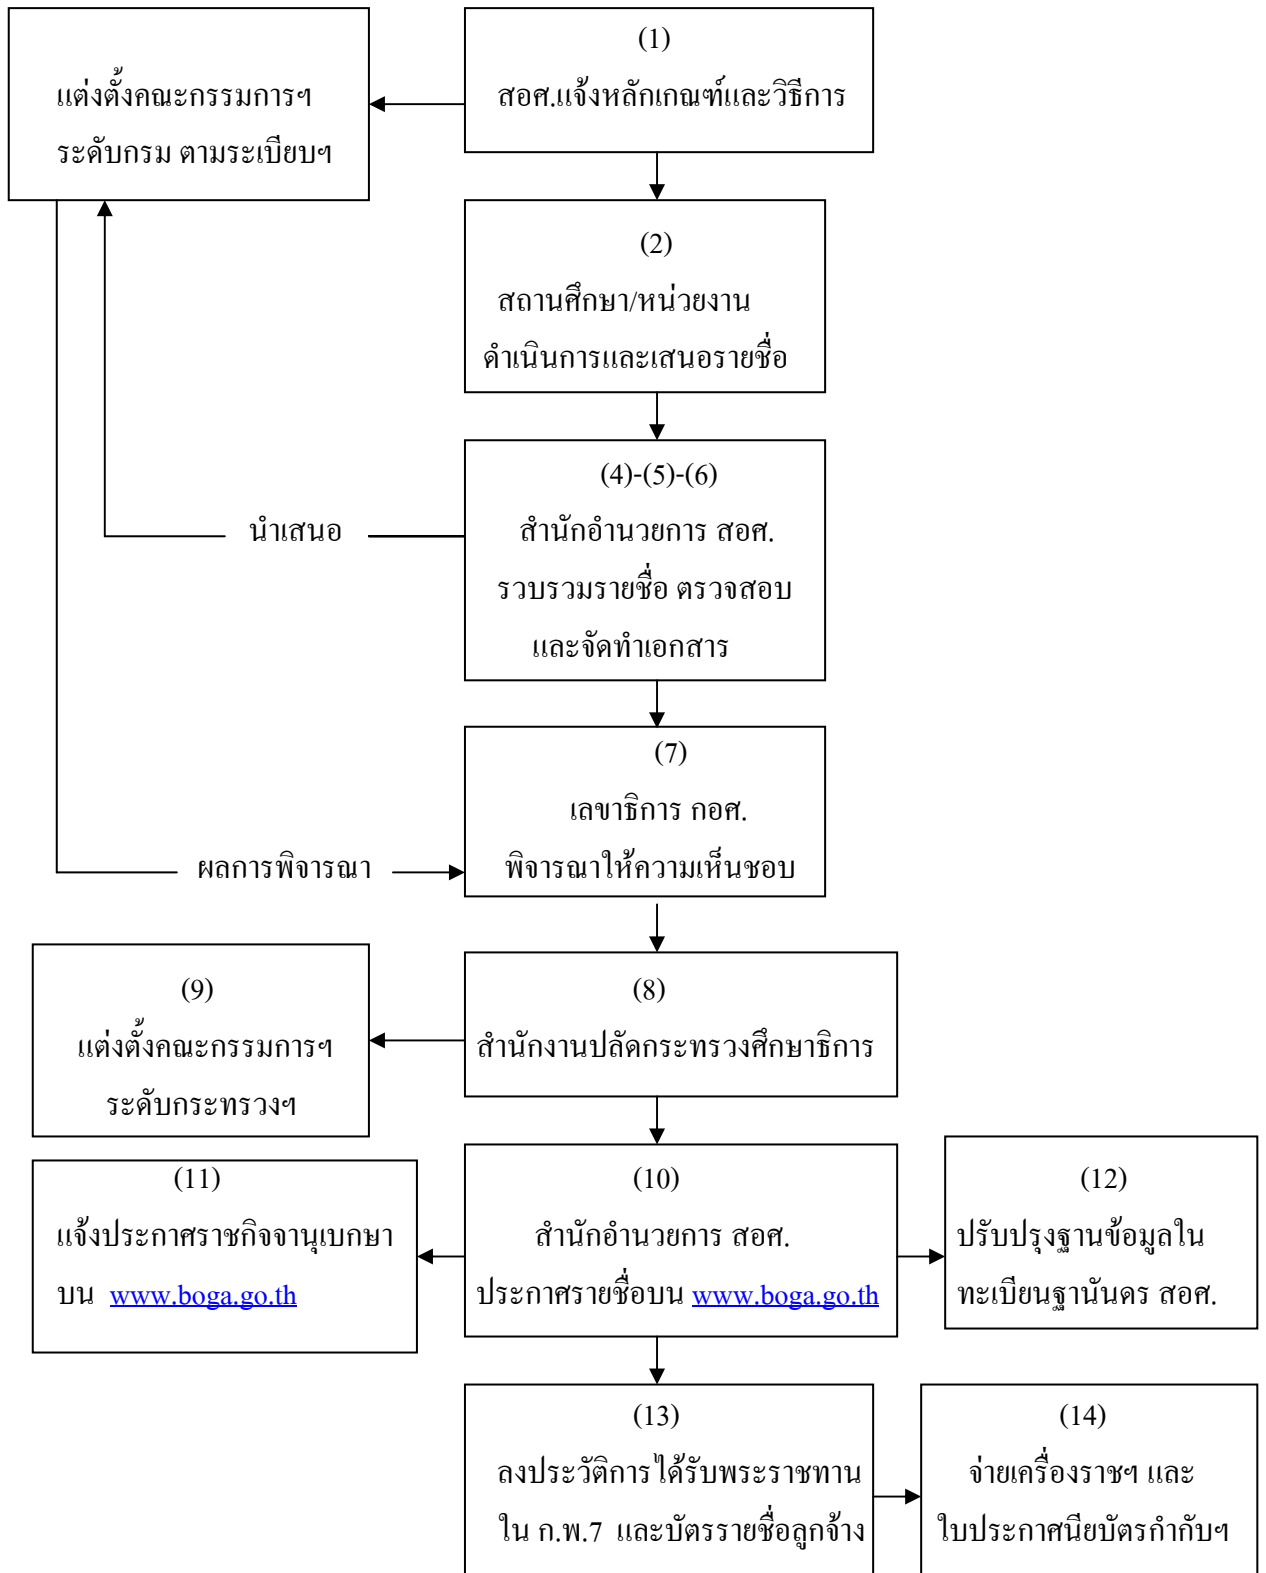 (1)
สอศ.แจ้งหลักเกณฑ์และวิธีการ
แต่งตั้งคณะกรรมการฯ
ระดับกรม ตามระเบียบฯ
(2)
สถานศึกษา/หน่วยงาน
ดำเนินการและเสนอรายชื่อ
(4)-(5)-(6)
สำนักอำนวยการ สอศ.
รวบรวมรายชื่อ ตรวจสอบ
และจัดทำเอกสาร
นำเสนอ
(7)
เลขาธิการ กอศ.
พิจารณาให้ความเห็นชอบ
ผลการพิจารณา
(8)
สำนักงานปลัดกระทรวงศึกษาธิการ
(9)
แต่งตั้งคณะกรรมการฯ
ระดับกระทรวงฯ
(10)
สำนักอำนวยการ สอศ.
ประกาศรายชื่อบน www.boga.go.th
(11)
แจ้งประกาศราชกิจจานุเบกษา
บน www.boga.go.th
(12)
ปรับปรุงฐานข้อมูลใน
ทะเบียนฐานันดร สอศ.
(13)
ลงประวัติการได้รับพระราชทาน
ใน ก.พ.7 และบัตรรายชื่อลูกจ้าง
(14)
จ่ายเครื่องราชฯ และ
ใบประกาศนียบัตรกำกับฯ